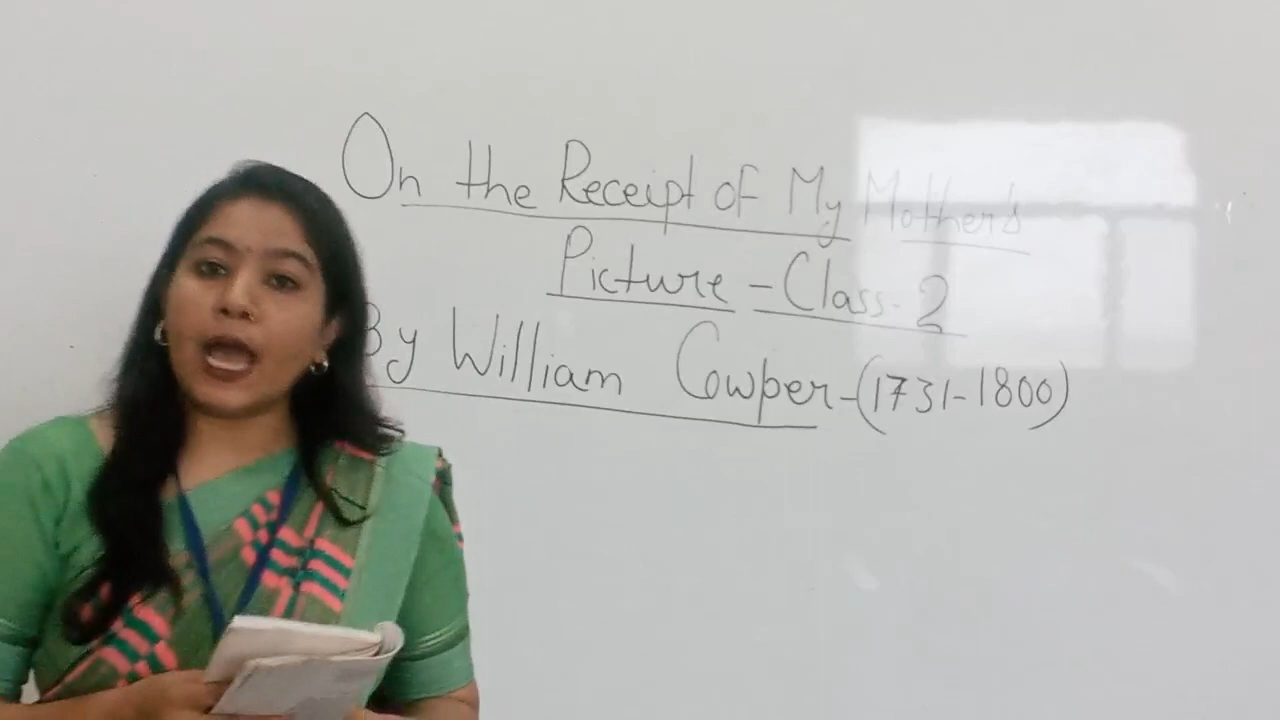 On the Receipt of My Mother's
Picture - Class - 2
By William Cowper - (1731-1800)